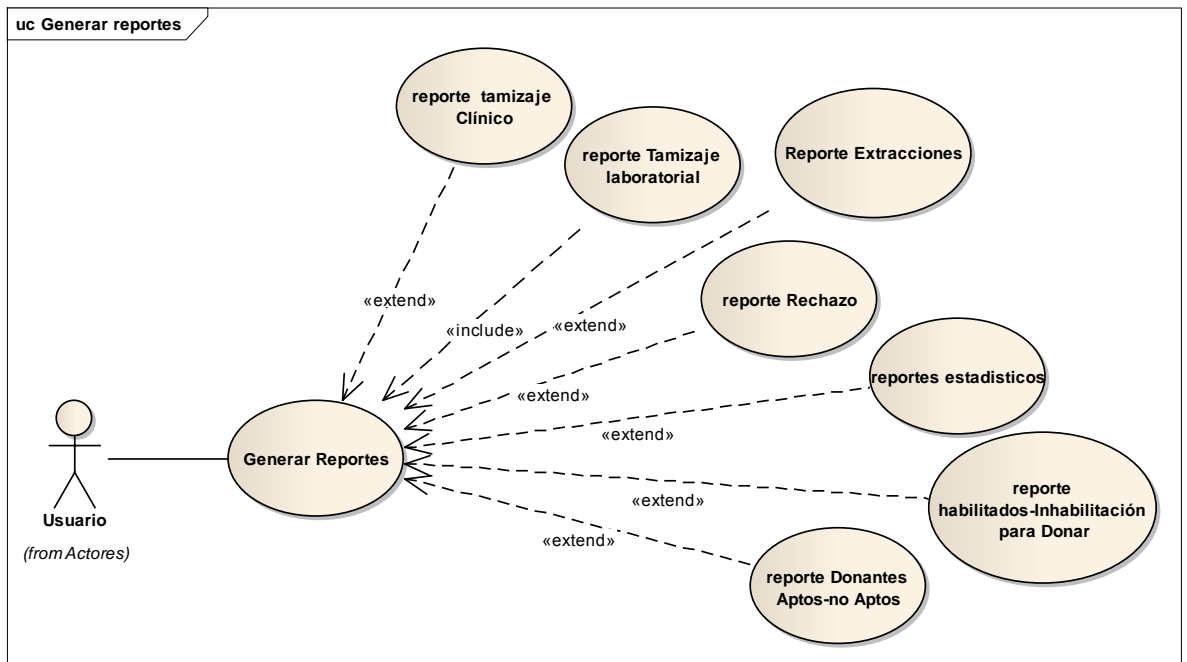 uc Generar reportes
reporte tamizaje
Clínico
reporte Tamizaje
laboratorial
Reporte Extracciones
reporte Rechazo
reportes estadisticos
reporte
habilitados-Inhabilitación
para Donar
reporte Donantes
Aptos-no Aptos
«extend»
«include»
«extend»
«extend»
«extend»
«extend»
«extend»
Generar Reportes
Usuario
(from Actores)